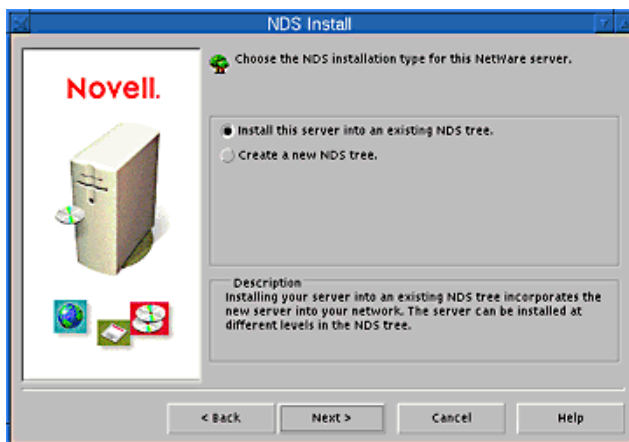 NDS Install
Novell.
Choose the NDS installation type for this NetWare server.
Install this server into an existing NDS tree.
Create a new NDS tree.
Description
Installing your server into an existing NDS tree incorporates the
new server into your network. The server can be installed at
different levels in the NDS tree.
< Back
Next >
Cancel
Help